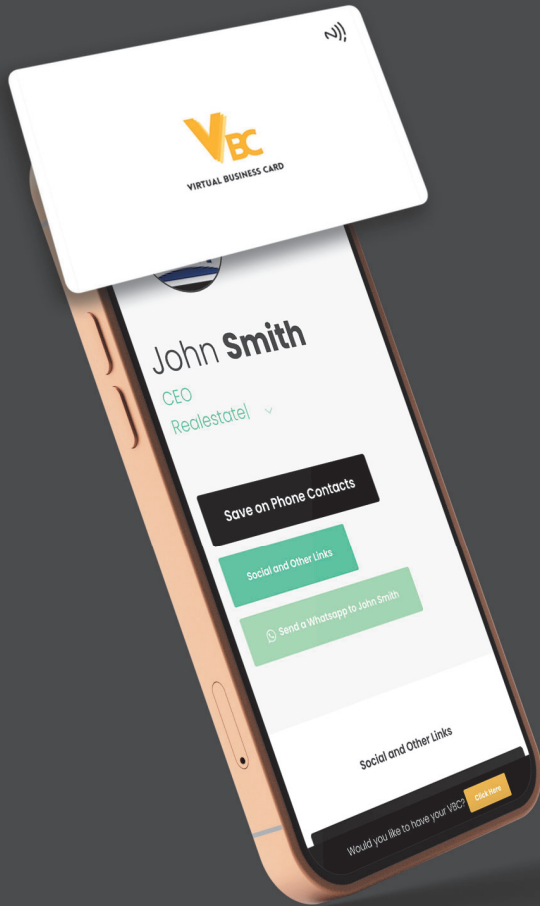 VBC
VIRTUAL BUSINESS CARD
John Smith
CEO
Realestate|
Save on Phone Contacts
Social and Other Links
Send a Whatsapp to John Smith
Social and Other Links
Would you like to have your VBC? Click Here